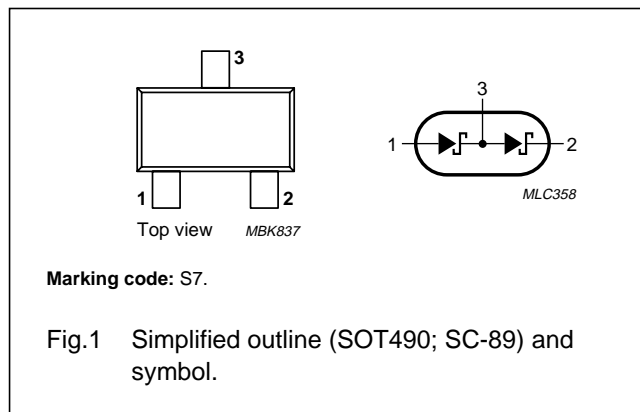 3
1
2
Top view MBK837
3
1
2
MLC358
Marking code: S7.
Fig.1 Simplified outline (SOT490; SC-89) and
symbol.